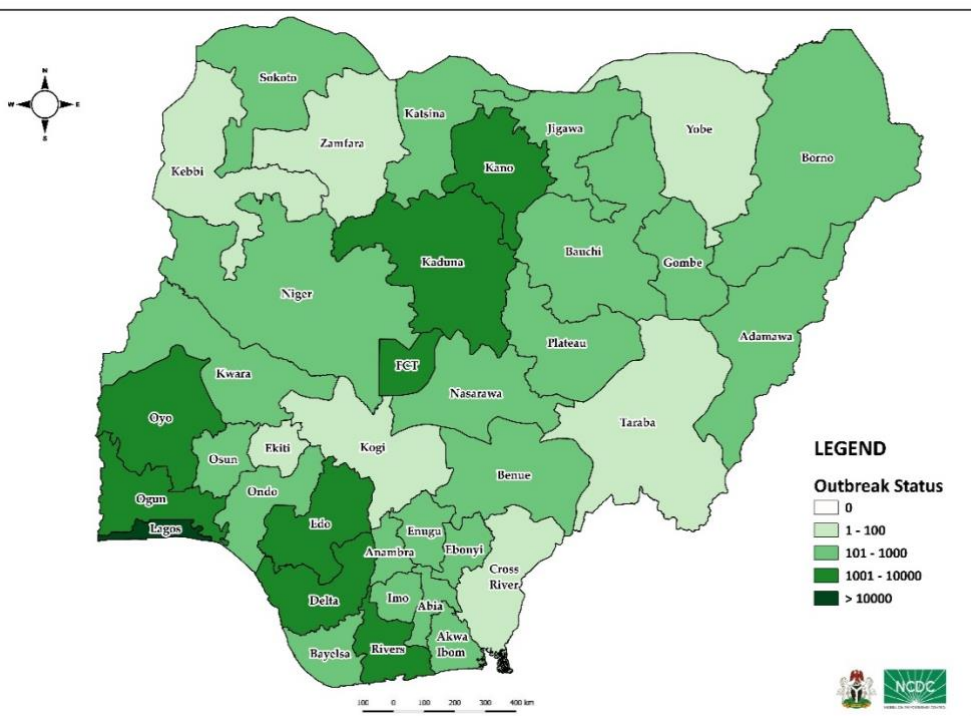 N
W E
S
Sokoto
Katsina
Zamfara
Kebbi
Kano
Jigawa
Yobe
Borno
Kaduna
Bauchi
Gombe
Niger
Adamawa
Plateau
FCT
Nasarawa
Kwara
Oyo
Taraba
Kogi
Ekiti
Osun
Benue
Ondo
Ogun
Lagos
Edo
Enugu
Anambra
Ebonyi
Cross
River
Delta
Imo
Abia
Akwa
Ibom
Rivers
Bayelsa
LEGEND
Outbreak Status
0
1 - 100
101 - 1000
1001 - 10000
> 10000
100 0 100 200 300 400 km
NCDC